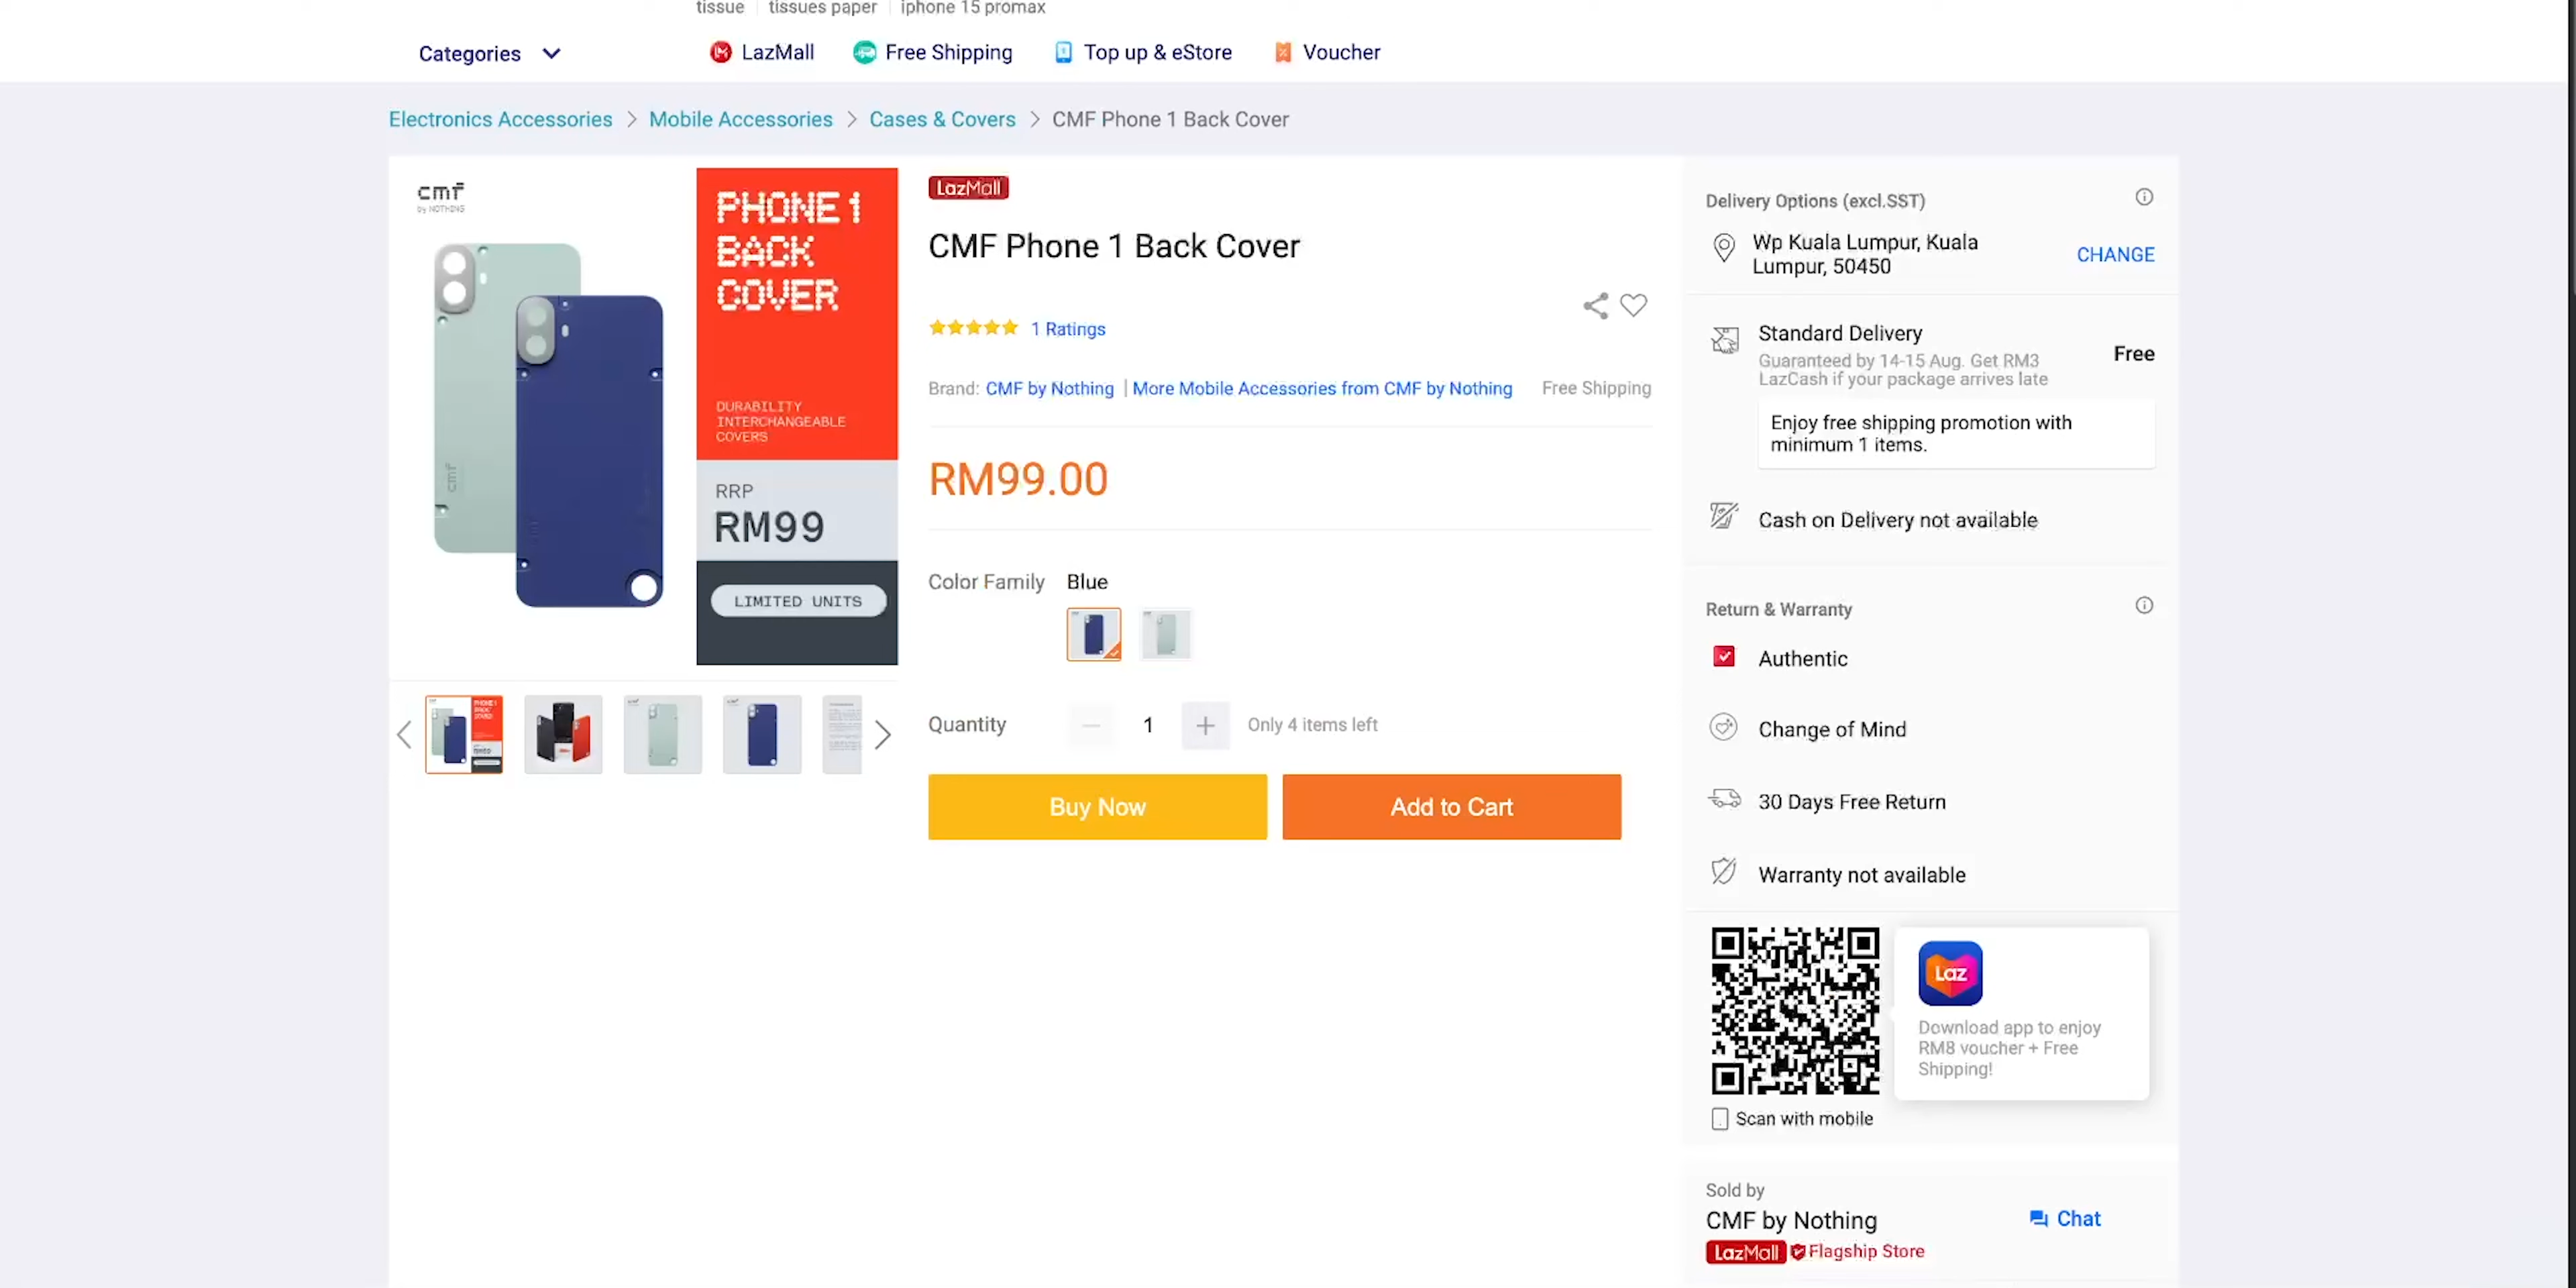 tissue tissues paper iphone 15 promax
Categories LazMall Free Shipping Top up & eStore Voucher
Electronics Accessories > Mobile Accessories > Cases & Covers > CMF Phone 1 Back Cover
cmf
by NOTHING
PHONE 1
BACK
COVER
DURABILITY
INTERCHANGEABLE
COVERS
RRP
RM99
LIMITED UNITS
cmf
LazMall
CMF Phone 1 Back Cover
1 Ratings
Brand: CMF by Nothing | More Mobile Accessories from CMF by Nothing Free Shipping
RM99.00
Color Family Blue
Quantity 1 Only 4 items left
Buy Now Add to Cart
Delivery Options (excl.SST)
Wp Kuala Lumpur, Kuala
Lumpur, 50450
CHANGE
Standard Delivery
Free
Guaranteed by 14-15 Aug. Get RM3
LazCash if your package arrives late
Enjoy free shipping promotion with
minimum 1 items.
Cash on Delivery not available
Return & Warranty
Authentic
Change of Mind
30 Days Free Return
Warranty not available
Laz
Download app to enjoy
RM8 voucher + Free
Shipping!
Scan with mobile
Sold by
CMF by Nothing
Chat
LazMall Flagship Store